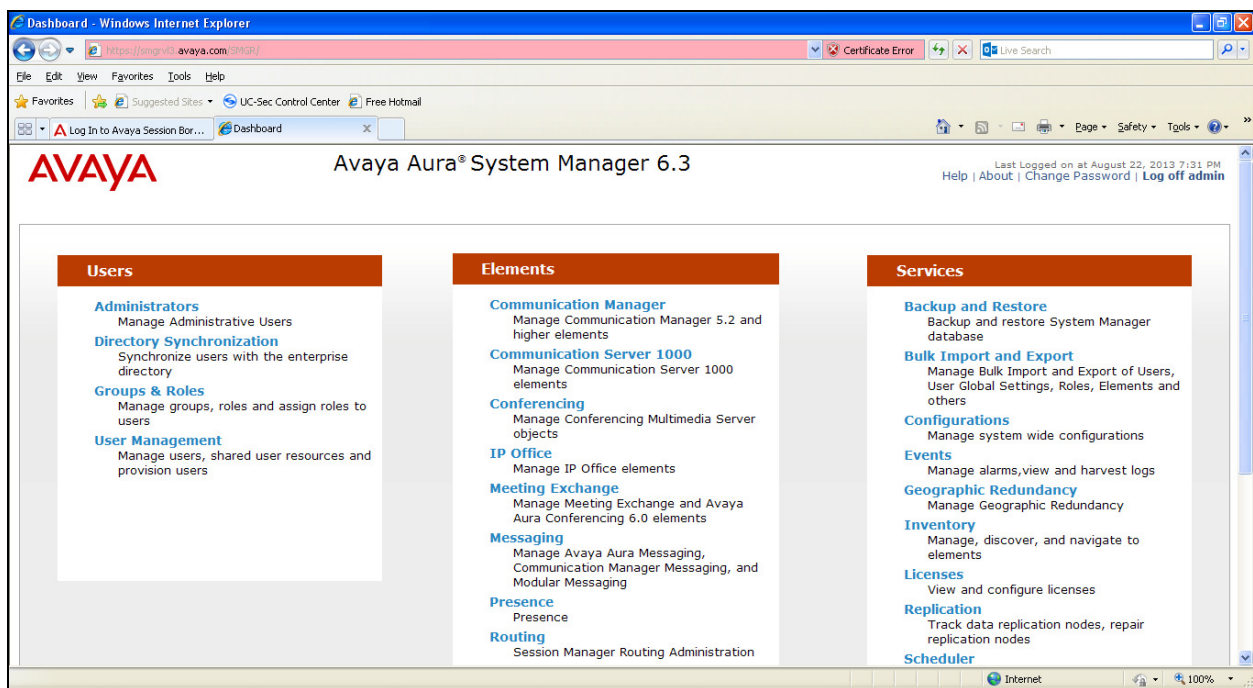 Dashboard - Windows Internet Explorer
https://smgrvl3.avaya.com/SMGR/
Certificate Error
Live Search
File Edit View Favorites Tools Help
Favorites Suggested Sites UC-Sec Control Center Free Hotmail
Log In to Avaya Session Bor... Dashboard X Page Safety Tools »
AVAYA
Avaya Aura® System Manager 6.3
Last Logged on at August 22, 2013 7:31 PM
Help | About | Change Password | Log off admin
Users
Administrators
Manage Administrative Users
Directory Synchronization
Synchronize users with the enterprise
directory
Groups & Roles
Manage groups, roles and assign roles to
users
User Management
Manage users, shared user resources and
provision users
Elements
Communication Manager
Manage Communication Manager 5.2 and
higher elements
Communication Server 1000
Manage Communication Server 1000
elements
Conferencing
Manage Conferencing Multimedia Server
objects
IP Office
Manage IP Office elements
Meeting Exchange
Manage Meeting Exchange and Avaya
Aura Conferencing 6.0 elements
Messaging
Manage Avaya Aura Messaging,
Communication Manager Messaging, and
Modular Messaging
Presence
Presence
Routing
Session Manager Routing Administration
Services
Backup and Restore
Backup and restore System Manager
database
Bulk Import and Export
Manage Bulk Import and Export of Users,
User Global Settings, Roles, Elements and
others
Configurations
Manage system wide configurations
Events
Manage alarms,view and harvest logs
Geographic Redundancy
Manage Geographic Redundancy
Inventory
Manage, discover, and navigate to
elements
Licenses
View and configure licenses
Replication
Track data replication nodes, repair
replication nodes
Scheduler
Internet 100%